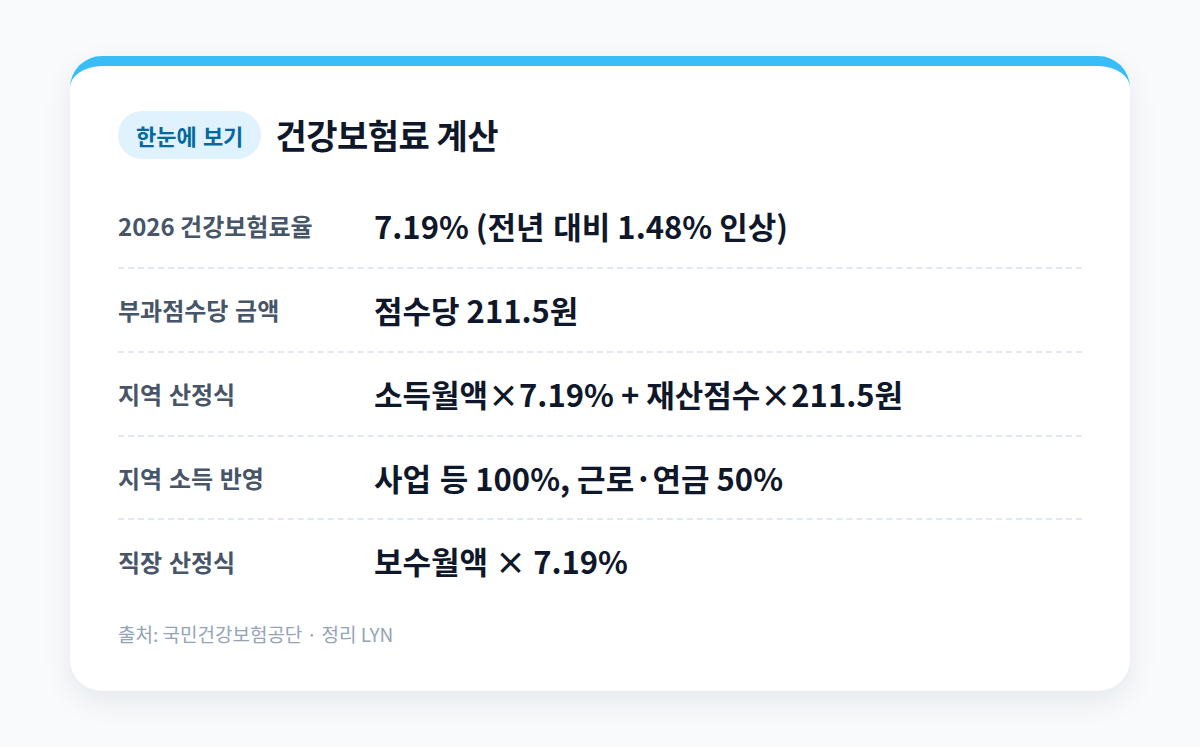 한눈에 보기 건강보험료 계산
2026 건강보험료율 7.19% (전년 대비 1.48% 인상)
부과점수당 금액 점수당 211.5원
지역 산정식 소득월액×7.19% + 재산점수×211.5원
지역 소득 반영 사업 등 100%, 근로·연금 50%
직장 산정식 보수월액 × 7.19%
출처: 국민건강보험공단 · 정리 LYN